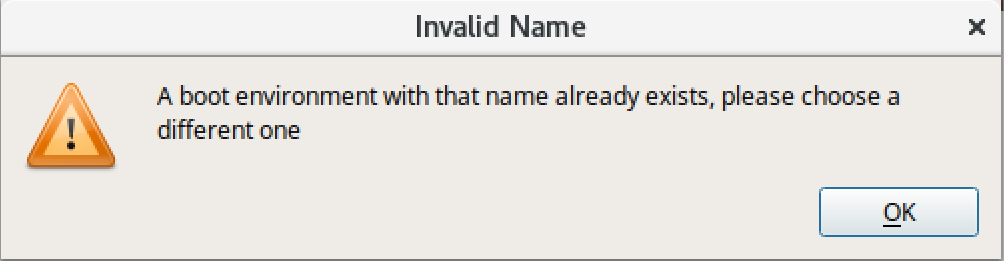 Invalid Name
A boot environment with that name already exists, please choose a
different one
OK